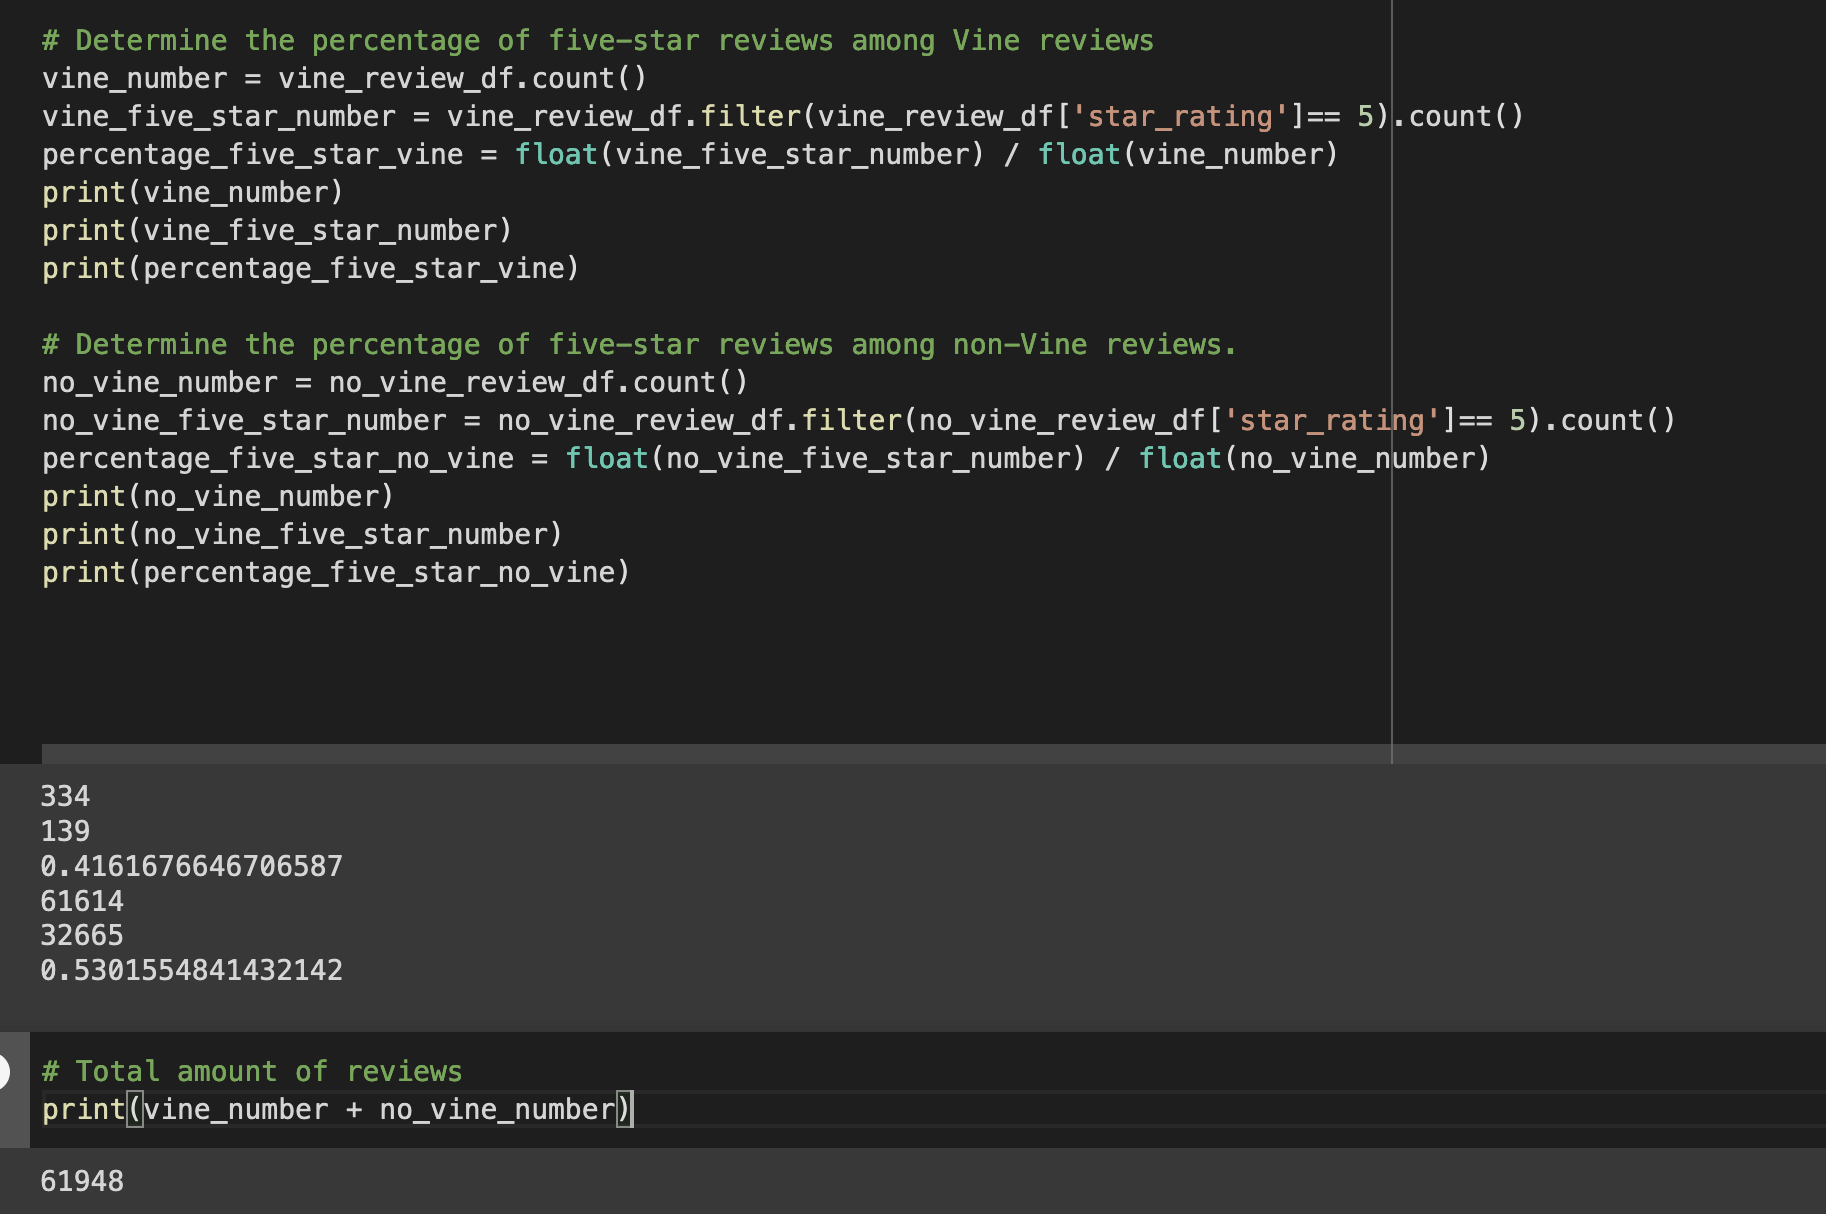 # Determine the percentage of five-star reviews among Vine reviews
vine_number = vine_review_df.count()
vine_five_star_number = vine_review_df.filter(vine_review_df['star_rating']== 5).count()
percentage_five_star_vine = float(vine_five_star_number) / float(vine_number)
print(vine_number)
print(vine_five_star_number)
print(percentage_five_star_vine)
# Determine the percentage of five-star reviews among non-Vine reviews.
no_vine_number = no_vine_review_df.count()
no_vine_five_star_number = no_vine_review_df.filter(no_vine_review_df['star_rating']== 5).count()
percentage_five_star_no_vine = float(no_vine_five_star_number) / float(no_vine_number)
print(no_vine_number)
print(no_vine_five_star_number)
print(percentage_five_star_no_vine)
334
139
0.4161676646706587
61614
32665
0.5301554841432142
# Total amount of reviews
print(vine_number + no_vine_number)
61948